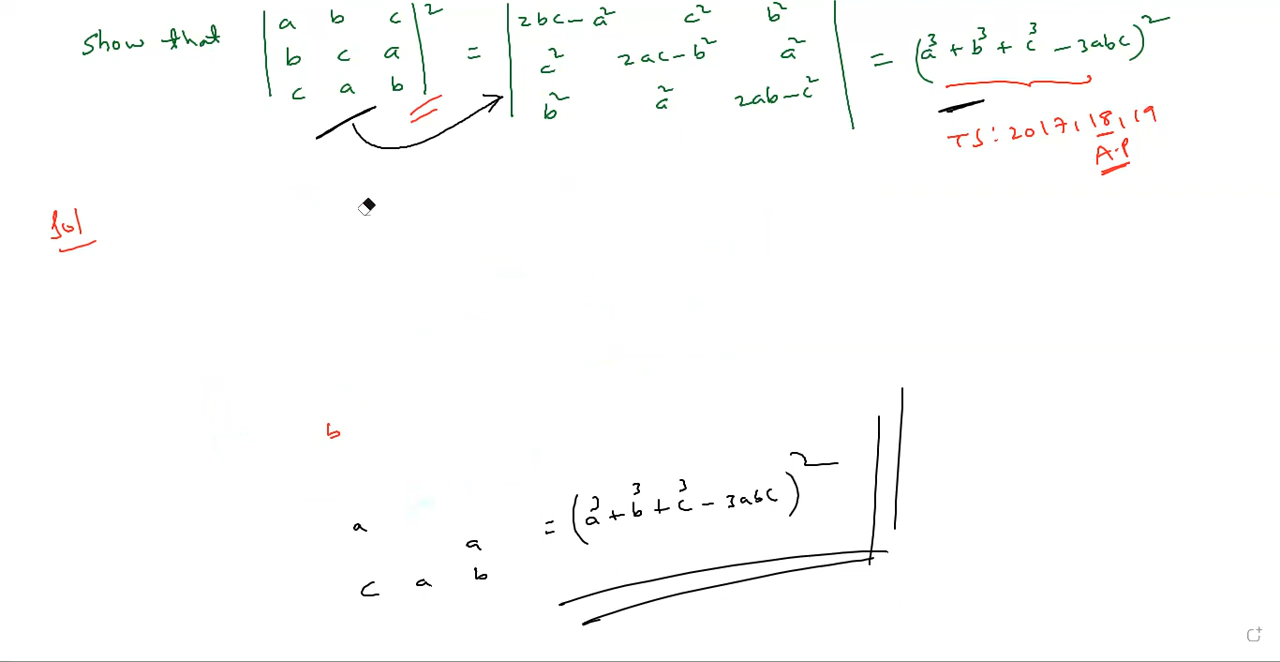 Show that | a b c |² = | 2bc-a² c² b² | = (a³ + b³ + c³ - 3abc)²
| b c a | | c² 2ac-b² a² |
| c a b | | b² a² 2ab-c² |
TS: 2017, 18, 19
A.P
Sol
b
= (a³ + b³ + c³ - 3abc)²
a
a
c a b